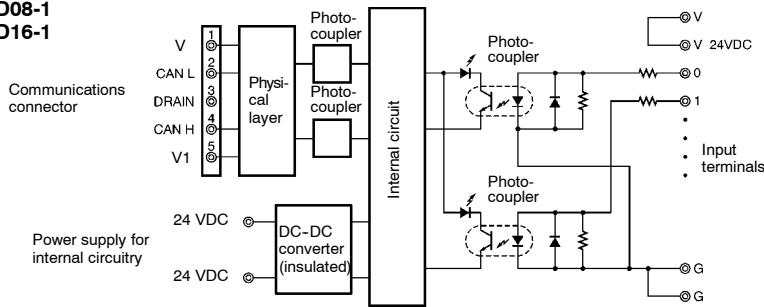 D08-1
D16-1
Communications
connector
V
CAN L
DRAIN
CAN H
V1
1
2
3
4
5
Physi-
cal
layer
Photo-
coupler
Photo-
coupler
Internal circuit
Photo-
coupler
Photo-
coupler
V
V 24VDC
0
1
Input
terminals
G
G
Power supply for
internal circuitry
24 VDC
24 VDC
DC-DC
converter
(insulated)